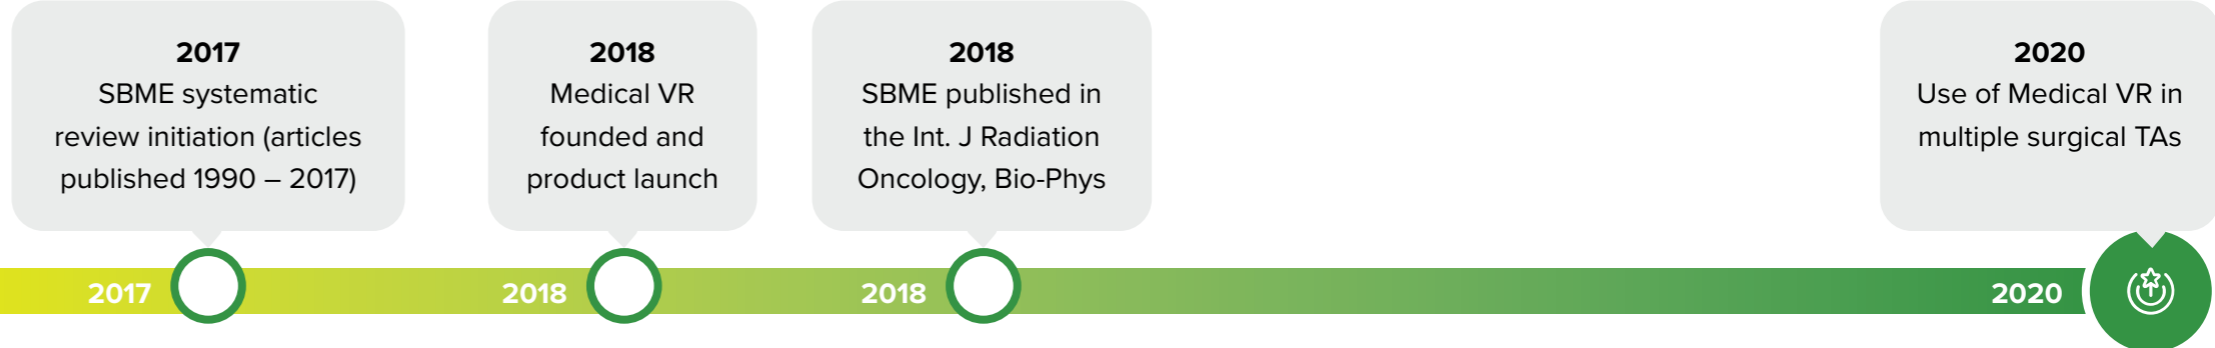 2017
SBME systematic
review initiation (articles
published 1990 – 2017)
2018
Medical VR
founded and
product launch
2018
SBME published in
the Int. J Radiation
Oncology, Bio-Phys
2020
Use of Medical VR in
multiple surgical TAs
2017
2018
2018
2020